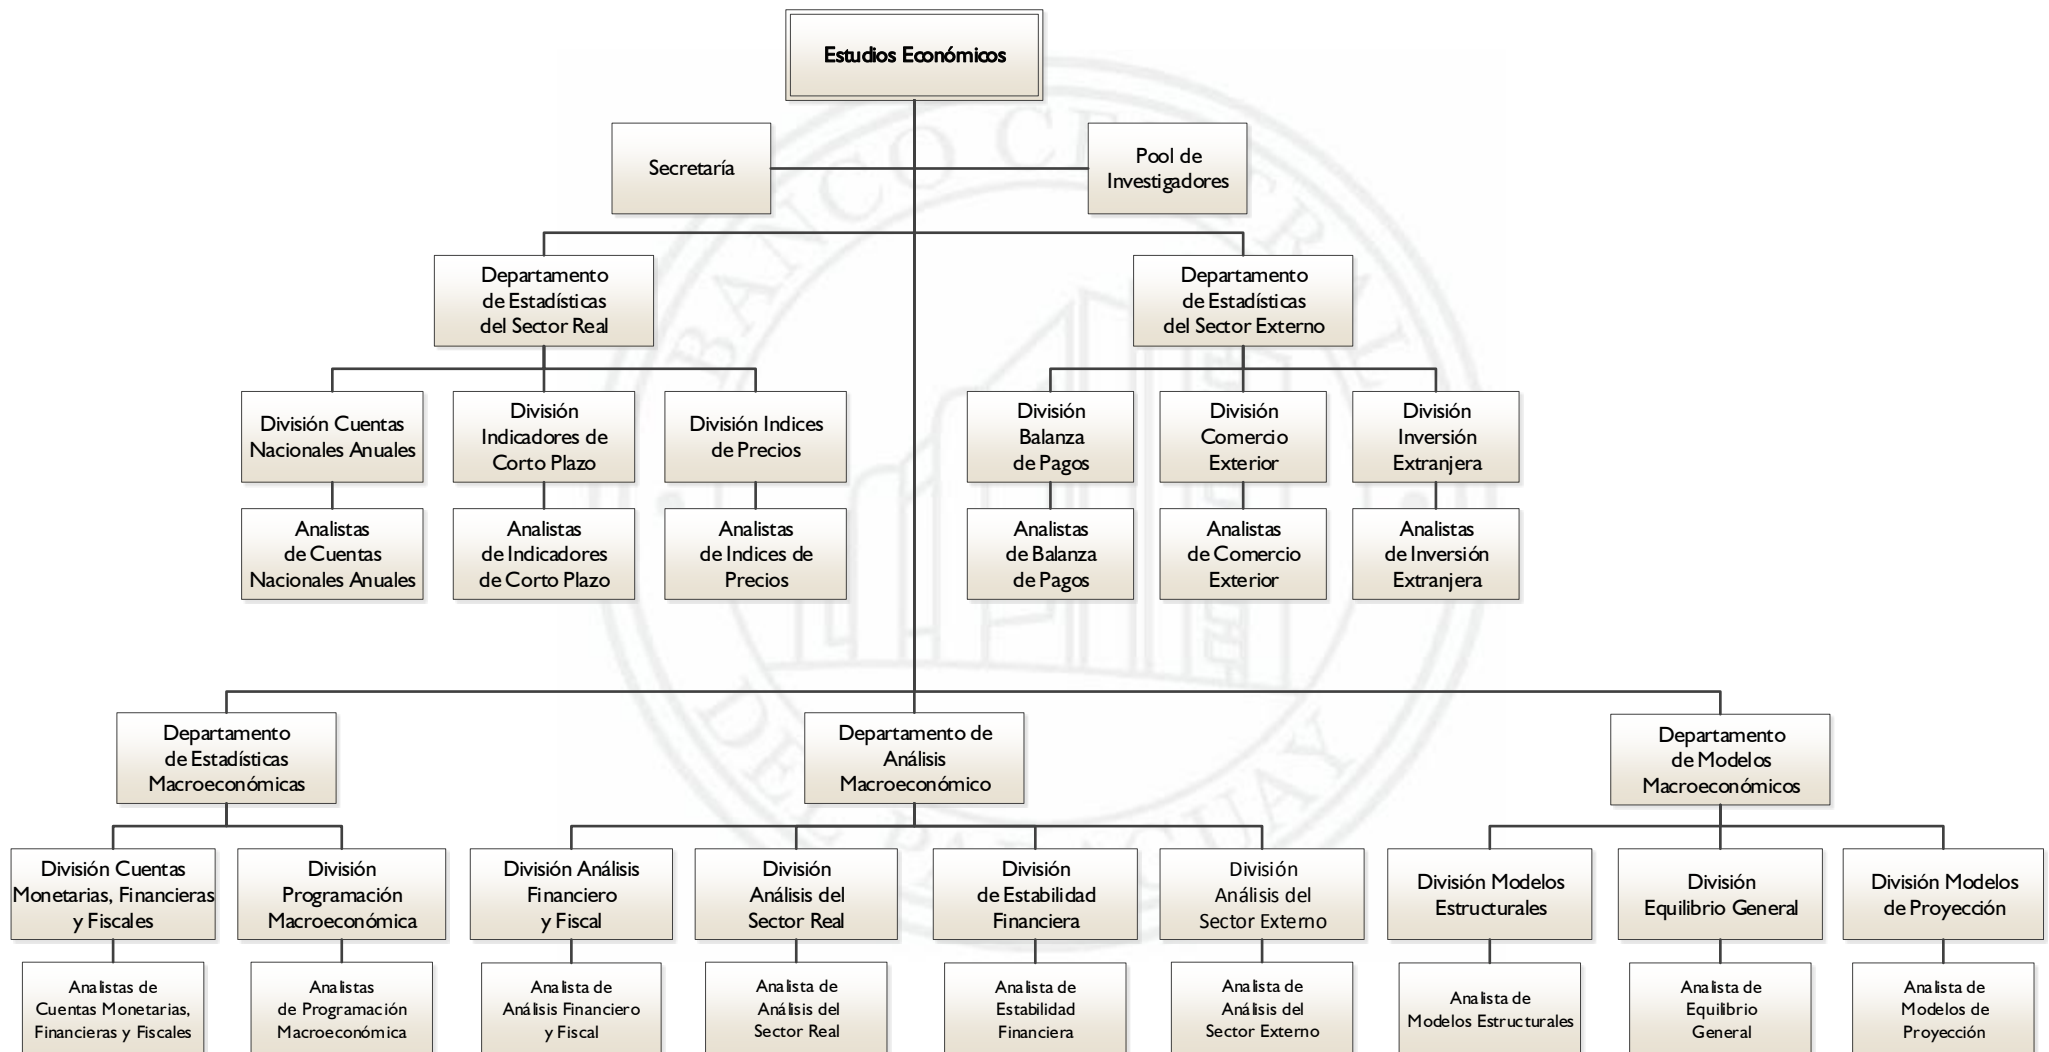 Estudios Económicos
Secretaría
Pool de
Investigadores
Departamento
de Estadísticas
del Sector Real
Departamento
de Estadísticas
del Sector Externo
División Cuentas
Nacionales Anuales
División
Indicadores de
Corto Plazo
División Indices
de Precios
División
Balanza
de Pagos
División
Comercio
Exterior
División
Inversión
Extranjera
Analistas
de Cuentas
Nacionales Anuales
Analistas
de Indicadores
de Corto Plazo
Analistas
de Indices de
Precios
Analistas
de Balanza
de Pagos
Analistas
de Comercio
Exterior
Analistas
de Inversión
Extranjera
Departamento
de Estadísticas
Macroeconómicas
Departamento de
Análisis
Macroeconómico
Departamento
de Modelos
Macroeconómicos
División Cuentas
Monetarias, Financieras
y Fiscales
División
Programación
Macroeconómica
División Análisis
Financiero
y Fiscal
División
Análisis del
Sector Real
División
de Estabilidad
Financiera
División
Análisis del
Sector Externo
División Modelos
Estructurales
División
Equilibrio General
División Modelos
de Proyección
Analistas de
Cuentas Monetarias,
Financieras y Fiscales
Analistas
de Programación
Macroeconómica
Analista de
Análisis Financiero
y Fiscal
Analista de
Análisis del
Sector Real
Analista de
Estabilidad
Financiera
Analista de
Análisis del
Sector Externo
Analista de
Modelos Estructurales
Analista de
Equilibrio
General
Analista de
Modelos de
Proyección
BANCO CENTRAL
DEL PARAGUAY